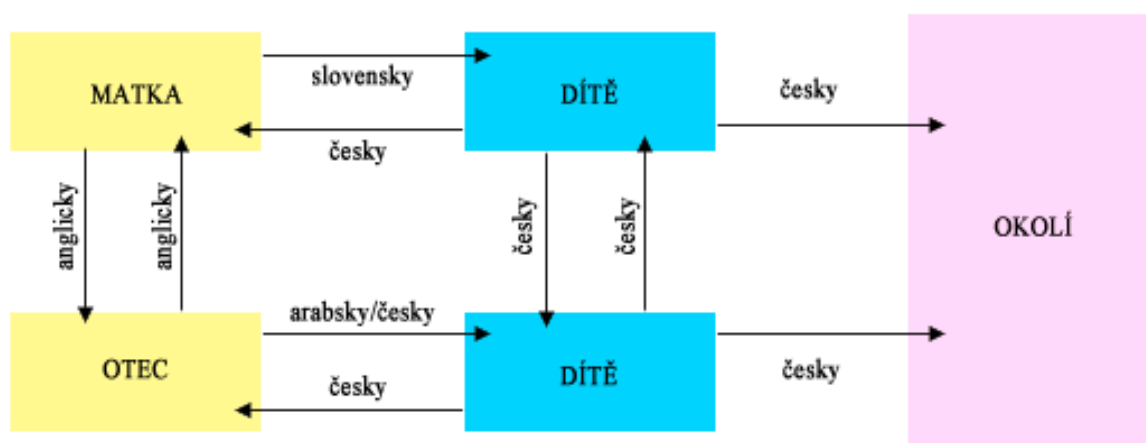 slovensky
MATKA
DÍTĚ
česky
česky
anglicky
anglicky
česky
česky
OKOLÍ
arabsky/česky
OTEC
DÍTĚ
česky
česky